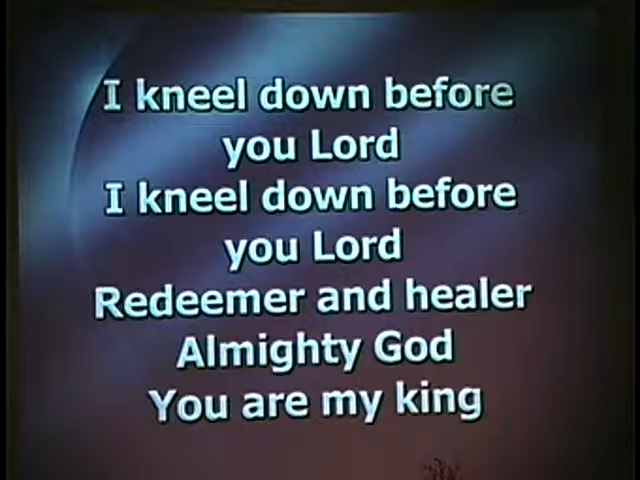 I kneel down before
you Lord
I kneel down before
you Lord
Redeemer and healer
Almighty God
You are my king